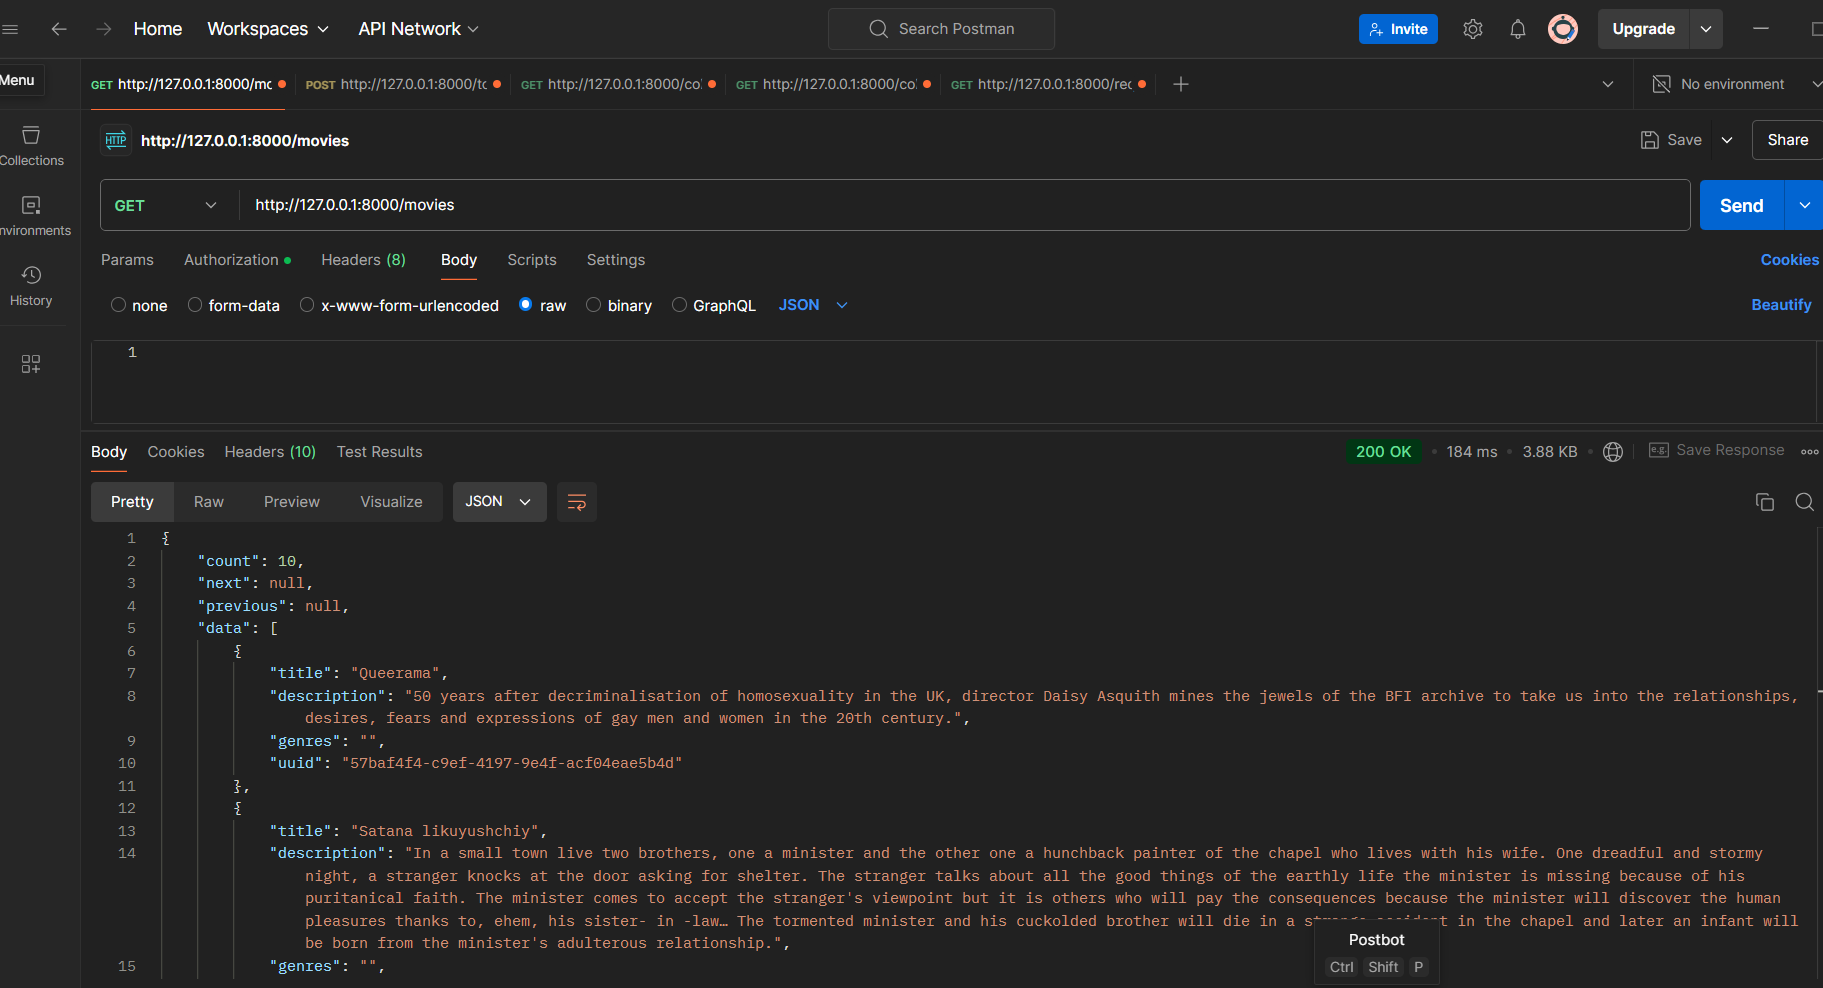 Home Workspaces API Network Search Postman Invite Upgrade
Menu
GET http://127.0.0.1:8000/mo POST http://127.0.0.1:8000/to GET http://127.0.0.1:8000/co GET http://127.0.0.1:8000/co GET http://127.0.0.1:8000/rec No environment
HTTP http://127.0.0.1:8000/movies Save Share
Collections
GET http://127.0.0.1:8000/movies Send
nvironments
Params Authorization Headers (8) Body Scripts Settings Cookies
History
none form-data x-www-form-urlencoded raw binary GraphQL JSON Beautify
1
Body Cookies Headers (10) Test Results 200 OK 184 ms 3.88 KB e.g. Save Response
Pretty Raw Preview Visualize JSON
1 {
2 "count": 10,
3 "next": null,
4 "previous": null,
5 "data": [
6 {
7 "title": "Queerama",
8 "description": "50 years after decriminalisation of homosexuality in the UK, director Daisy Asquith mines the jewels of the BFI archive to take us into the relationships,
desires, fears and expressions of gay men and women in the 20th century.",
9 "genres": "",
10 "uuid": "57baf4f4-c9ef-4197-9e4f-acf04eae5b4d"
11 },
12 {
13 "title": "Satana likuyushchiy",
14 "description": "In a small town live two brothers, one a minister and the other one a hunchback painter of the chapel who lives with his wife. One dreadful and stormy
night, a stranger knocks at the door asking for shelter. The stranger talks about all the good things of the earthly life the minister is missing because of his
puritanical faith. The minister comes to accept the stranger's viewpoint but it is others who will pay the consequences because the minister will discover the human
pleasures thanks to, ehem, his sister- in -law… The tormented minister and his cuckolded brother will die in a strange accident in the chapel and later an infant will
be born from the minister's adulterous relationship.",
15 "genres": "",
Postbot
Ctrl Shift P